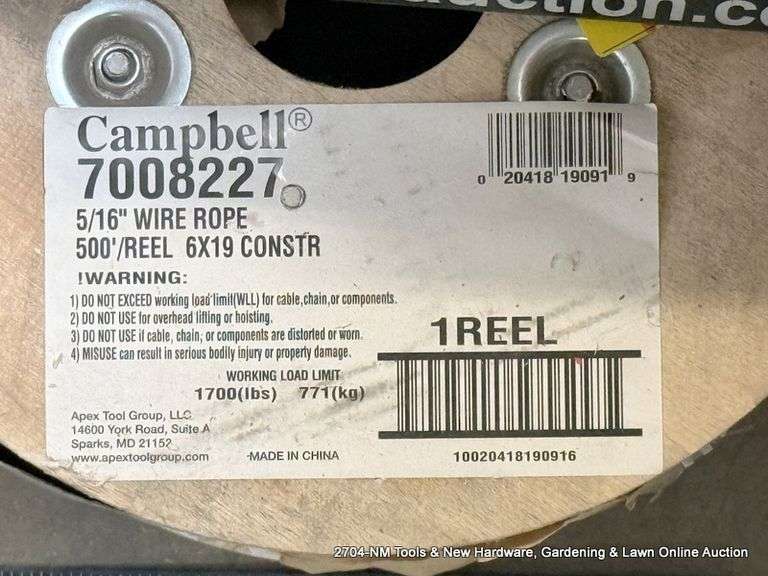 Campbell®
7008227
5/16" WIRE ROPE
500'/REEL 6X19 CONSTR
0 20418 19091 9
!WARNING:
1) DO NOT EXCEED working load limit(WLL) for cable,chain,or components.
2) DO NOT USE for overhead lifting or hoisting.
3) DO NOT USE if cable, chain, or components are distorted or worn.
4) MISUSE can result in serious bodily injury or property damage.
1REEL
WORKING LOAD LIMIT
1700(lbs) 771(kg)
Apex Tool Group, LLC
14600 York Road, Suite A
Sparks, MD 21152
www.apextoolgroup.com
-MADE IN CHINA
10020418190916
2704-NM Tools & New Hardware, Gardening & Lawn Online Auction